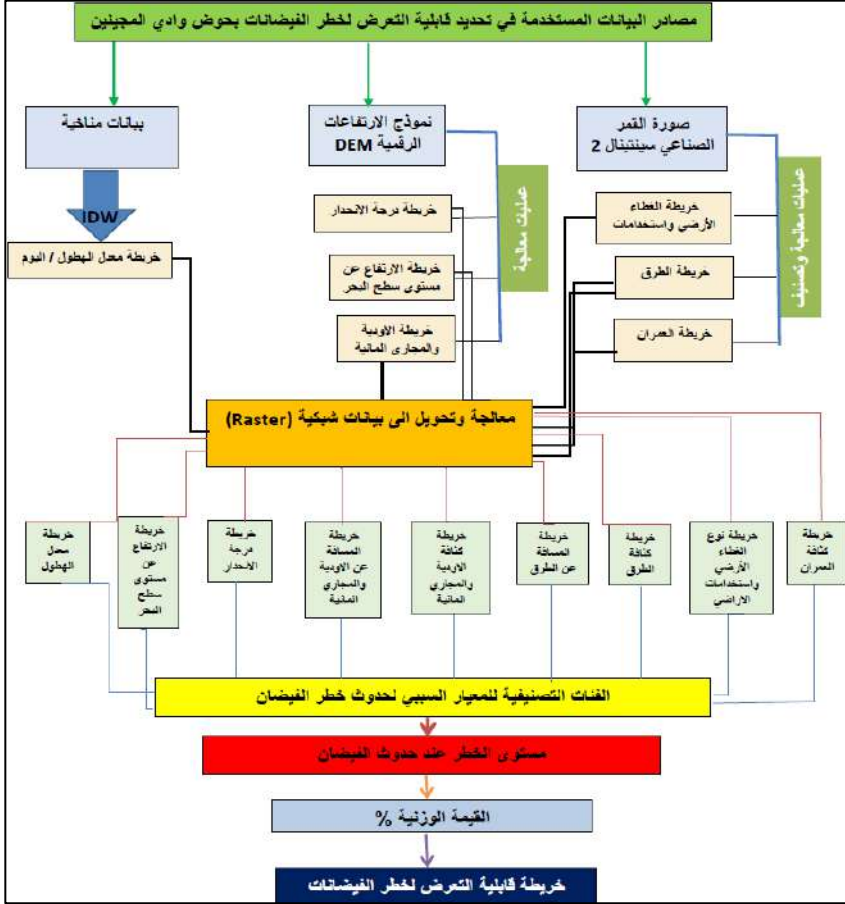 مصادر البيانات المستخدمة في تحديد قابلية التعرض لخطر الفيضانات بحوض وادي المجينين
صورة القمر
الصناعي سينتينال 2
نموذج الارتفاعات
الرقمية DEM
بيانات مناخية
عمليات معالجة وتصنيف
عمليات معالجة
IDW
خريطة الغطاء
الأرضي واستخدامات
خريطة الطرق
خريطة العمران
خريطة درجة الانحدار
خريطة الارتفاع عن
مستوى سطح البحر
خريطة الاودية
والمجارى المائية
خريطة معدل الهطول / اليوم
معالجة وتحويل الى بيانات شبكية (Raster)
خريطة
كثافة
العمران
خريطة نوع
الغطاء
الأرضي
واستخدامات
الاراضي
خريطة
كثافة
الطرق
خريطة
المسافة
عن الطرق
خريطة
كثافة
الاودية
والمجاري
المائية
خريطة
المسافة
عن الاودية
والمجاري
المائية
خريطة
درجة
الانحدار
خريطة
الارتفاع
عن
مستوى
سطح
البحر
خريطة
معدل
الهطول
الفئات التصنيفية للمعيار السببي لحدوث خطر الفيضان
مستوى الخطر عند حدوث الفيضان
القيمة الوزنية %
خريطة قابلية التعرض لخطر الفيضانات